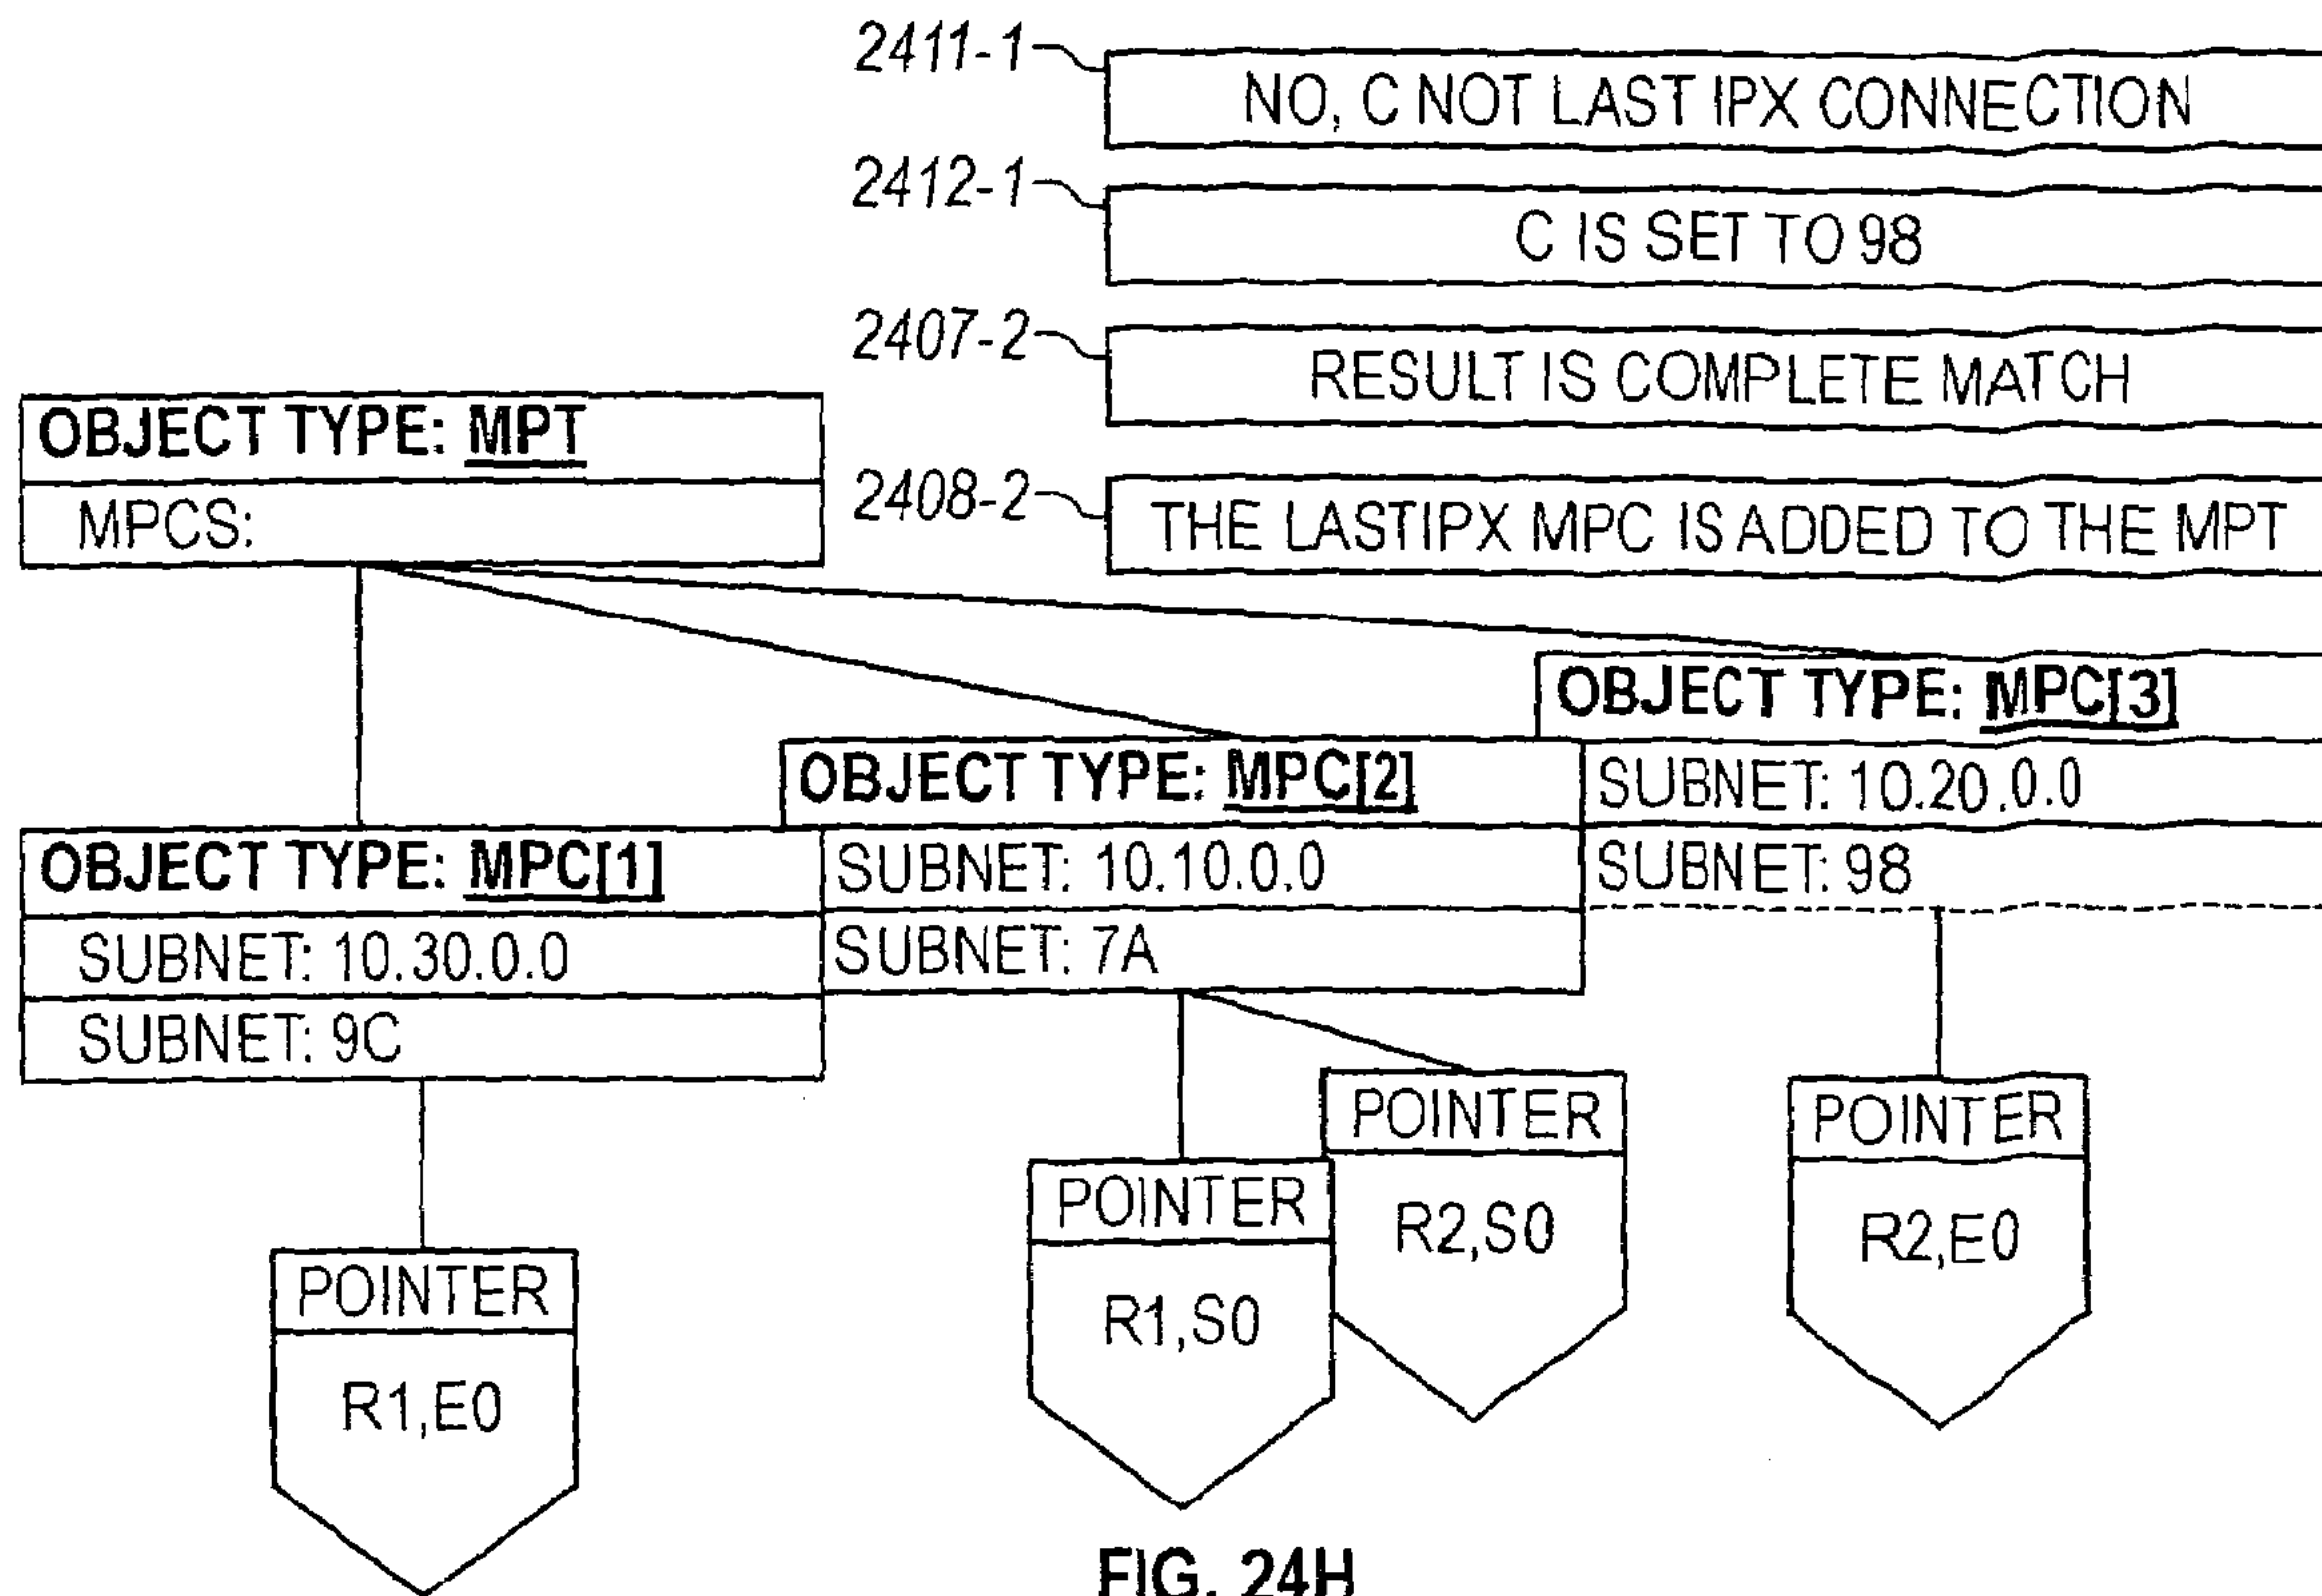 2411-1
NO, C NOT LAST IPX CONNECTION
2412-1
C IS SET TO 98
2407-2
RESULT IS COMPLETE MATCH
2408-2
THE LASTIPX MPC IS ADDED TO THE MPT
OBJECT TYPE: MPT
MPCS:
OBJECT TYPE: MPC[1]
SUBNET: 10.30.0.0
SUBNET: 9C
OBJECT TYPE: MPC[2]
SUBNET: 10.10.0.0
SUBNET: 7A
OBJECT TYPE: MPC[3]
SUBNET: 10.20.0.0
SUBNET: 98
POINTER
R1,E0
POINTER
R1,S0
POINTER
R2,S0
POINTER
R2,E0
FIG. 24H